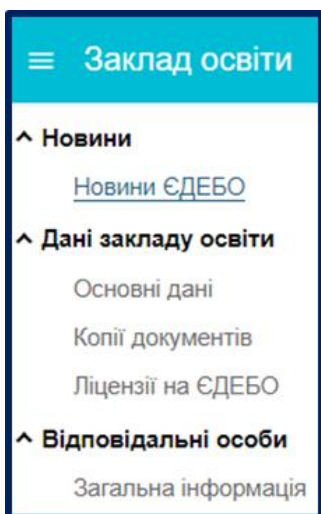 Заклад освіти
Новини
Новини ЄДЕБО
Дані закладу освіти
Основні дані
Копії документів
Ліцензії на ЄДЕБО
Відповідальні особи
Загальна інформація